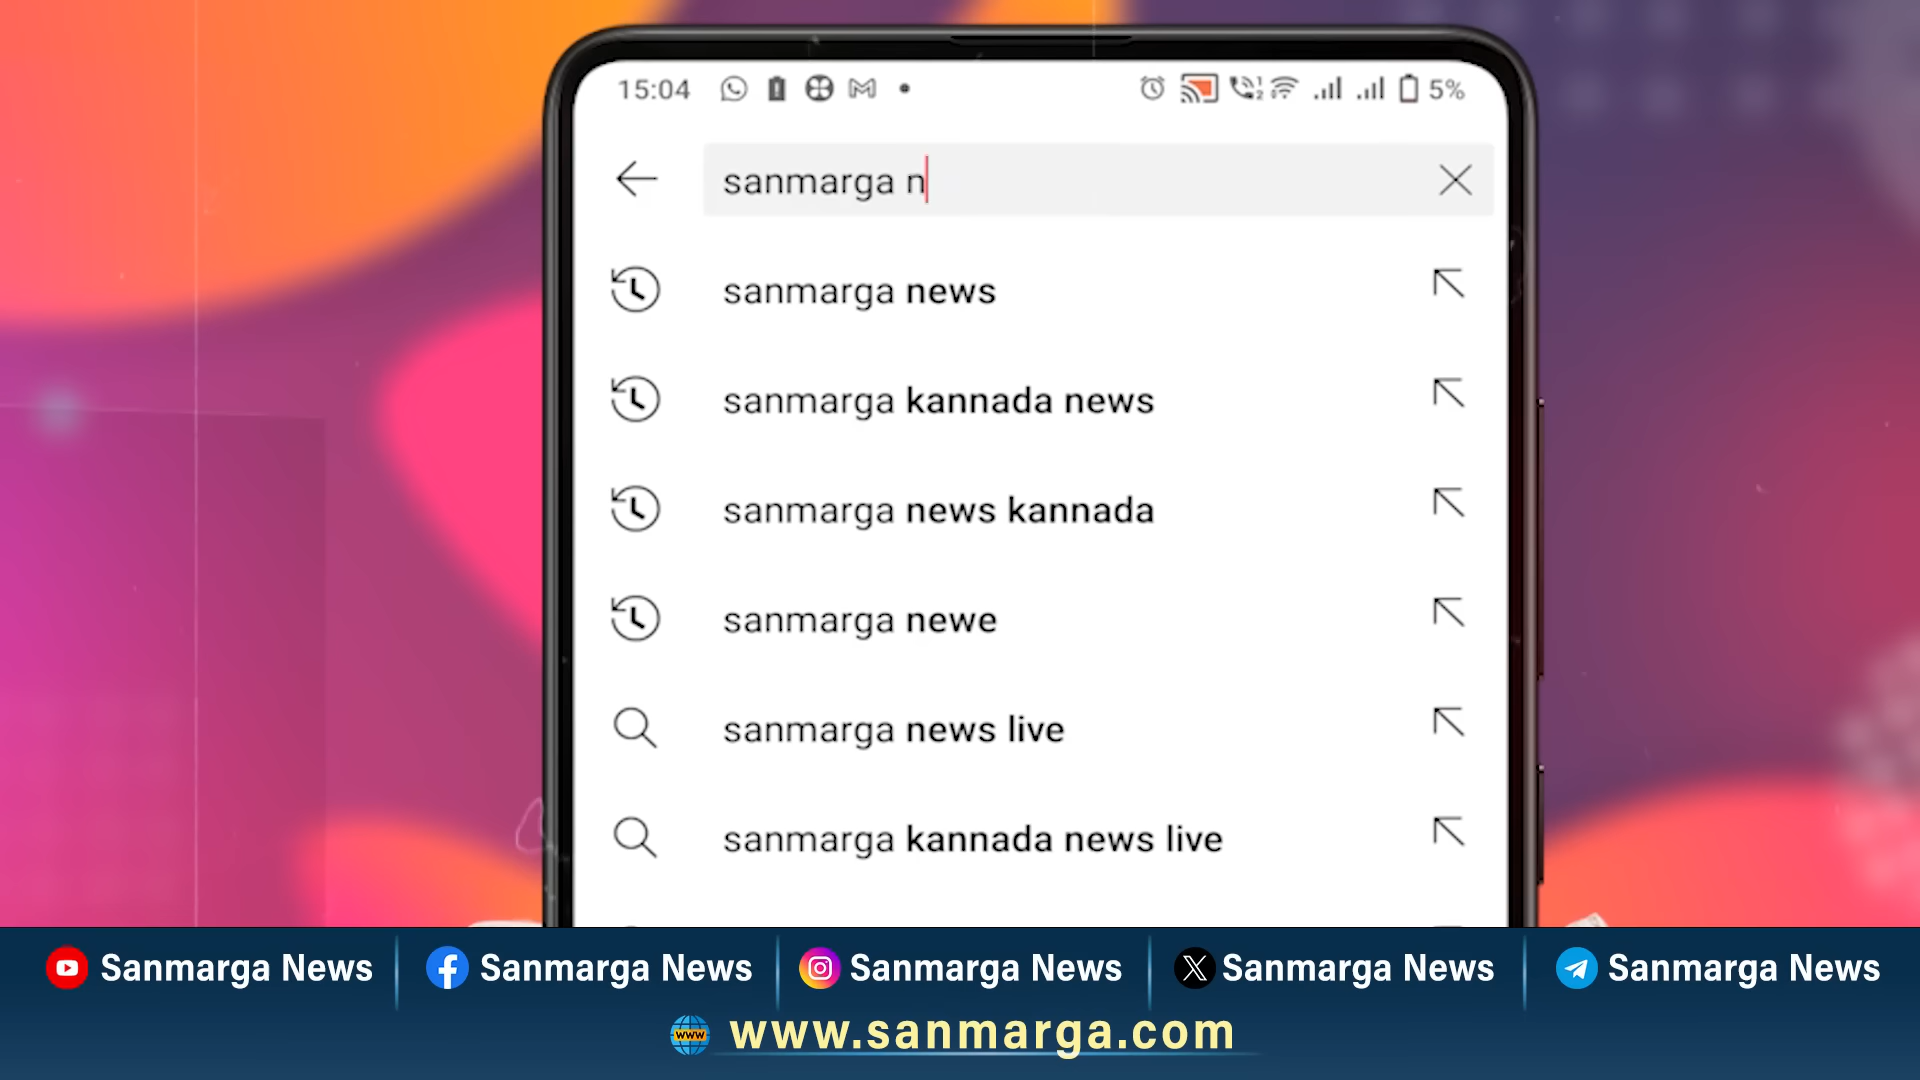 15:04 5%
sanmarga n
sanmarga news
sanmarga kannada news
sanmarga news kannada
sanmarga newe
sanmarga news live
sanmarga kannada news live
Sanmarga News Sanmarga News Sanmarga News Sanmarga News Sanmarga News
www www.sanmarga.com